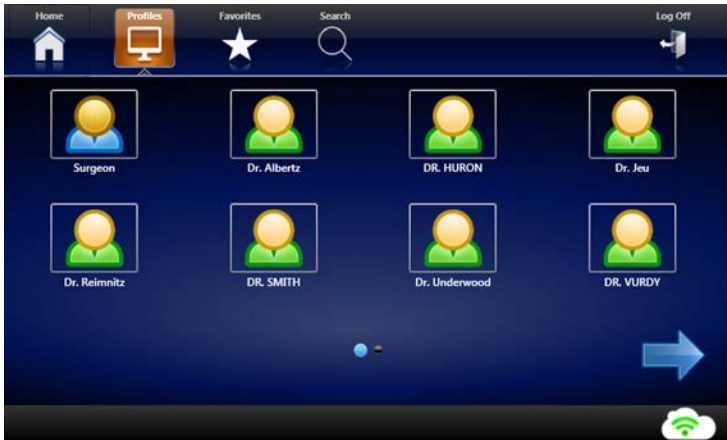 Home Profiles Favorites Search Log Off
Surgeon Dr. Albertz DR. HURON Dr. Jeu
Dr. Reimnitz DR. SMITH Dr. Underwood DR. VURDY